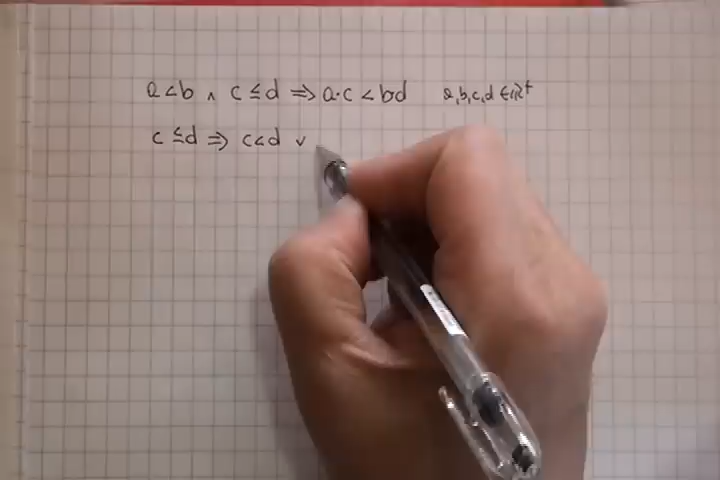 a<b ∧ c≤d ⇒ a·c<bd a,b,c,d ∈ℝ⁺
c≤d ⇒ c<d ∨